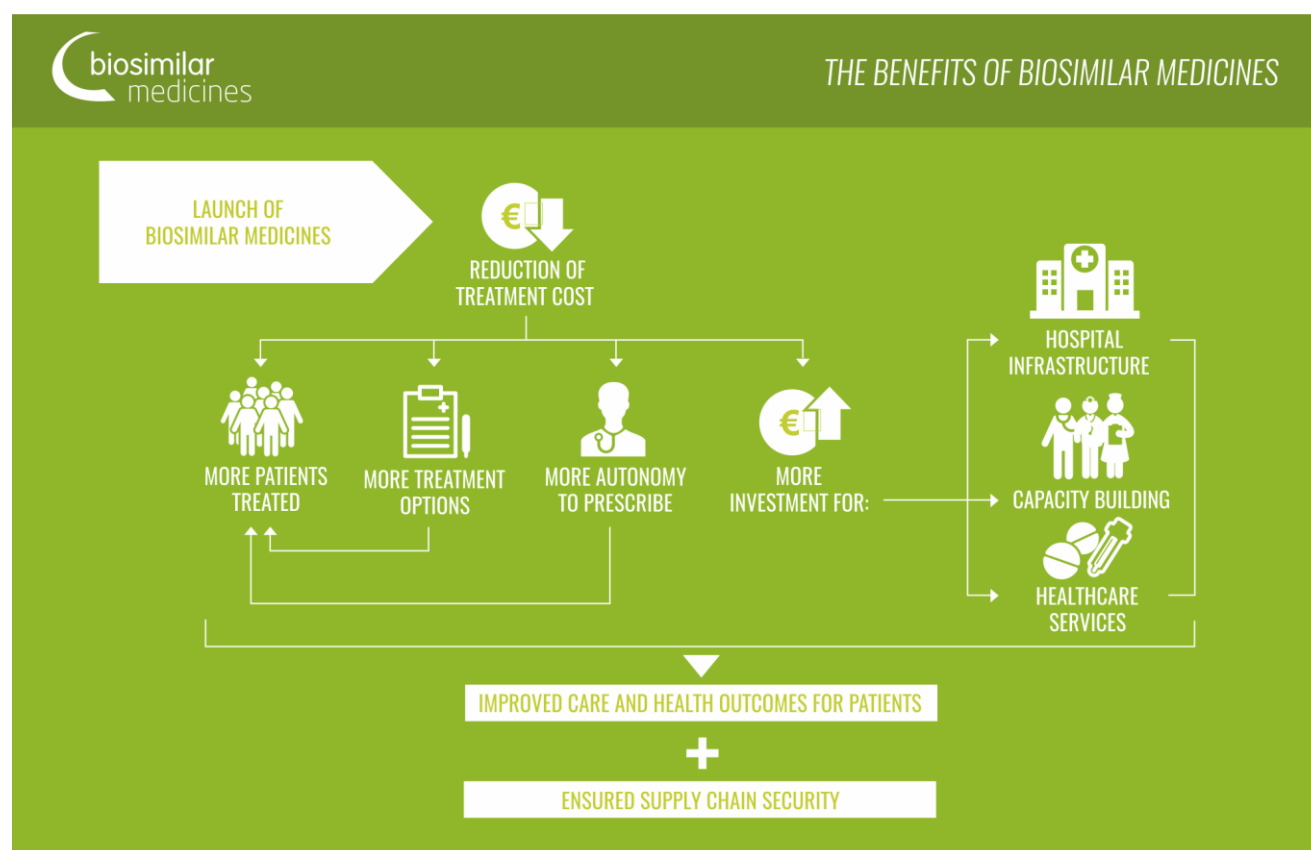 biosimilar
medicines
THE BENEFITS OF BIOSIMILAR MEDICINES
LAUNCH OF
BIOSIMILAR MEDICINES
€
REDUCTION OF
TREATMENT COST
MORE PATIENTS
TREATED
MORE TREATMENT
OPTIONS
MORE AUTONOMY
TO PRESCRIBE
€
MORE
INVESTMENT FOR:
HOSPITAL
INFRASTRUCTURE
CAPACITY BUILDING
HEALTHCARE
SERVICES
IMPROVED CARE AND HEALTH OUTCOMES FOR PATIENTS
+
ENSURED SUPPLY CHAIN SECURITY